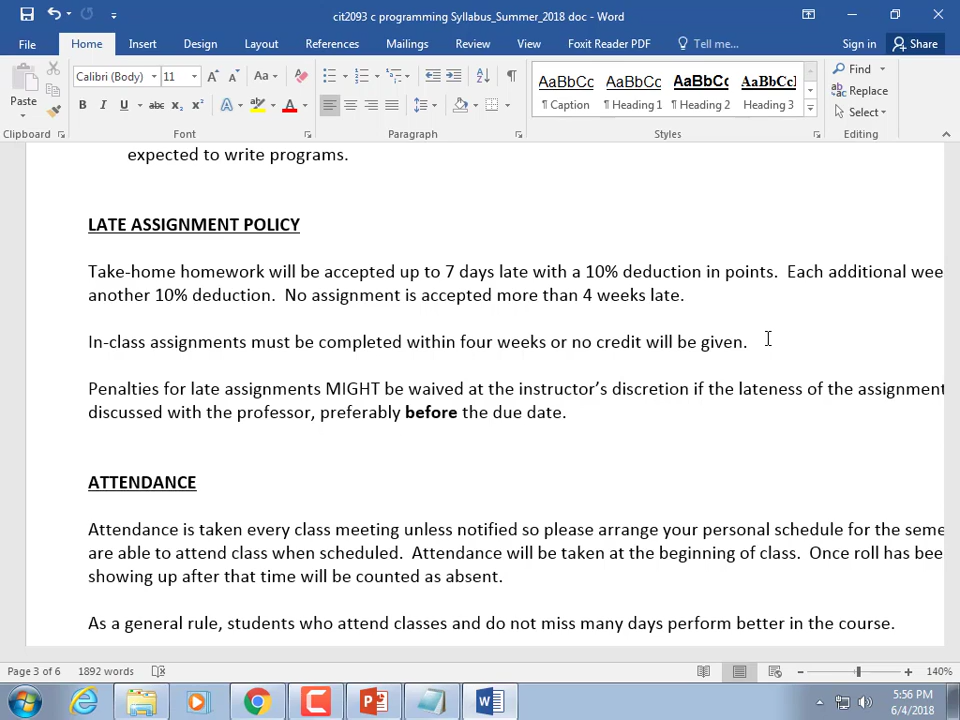 cit2093 c programming Syllabus_Summer_2018 doc - Word
File Home Insert Design Layout References Mailings Review View Foxit Reader PDF Tell me... Sign in Share
Paste
Calibri (Body) 11 Aa
B I U abc X₂ X² A A
AaBbCc AaBbCc AaBbCc AaBbCcI
¶ Caption ¶ Heading 1 ¶ Heading 2 Heading 3
Find
Replace
Select
Clipboard Font Paragraph Styles Editing
expected to write programs.
LATE ASSIGNMENT POLICY
Take-home homework will be accepted up to 7 days late with a 10% deduction in points. Each additional wee
another 10% deduction. No assignment is accepted more than 4 weeks late.
In-class assignments must be completed within four weeks or no credit will be given.
Penalties for late assignments MIGHT be waived at the instructor’s discretion if the lateness of the assignment
discussed with the professor, preferably before the due date.
ATTENDANCE
Attendance is taken every class meeting unless notified so please arrange your personal schedule for the seme
are able to attend class when scheduled. Attendance will be taken at the beginning of class. Once roll has bee
showing up after that time will be counted as absent.
As a general rule, students who attend classes and do not miss many days perform better in the course.
Page 3 of 6 1892 words 140%
5:56 PM
6/4/2018